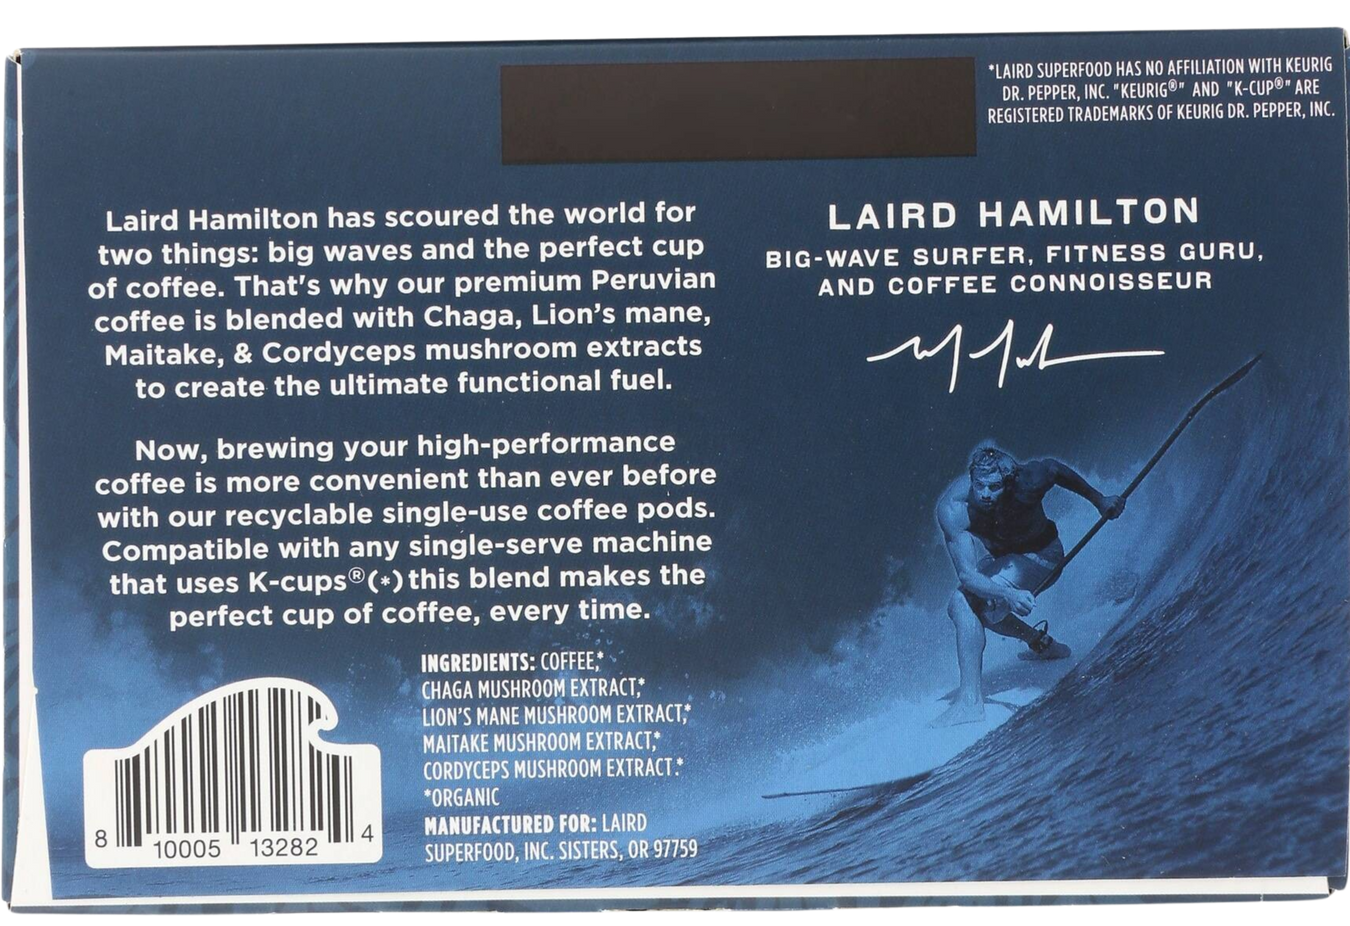 *LAIRD SUPERFOOD HAS NO AFFILIATION WITH KEURIG
DR. PEPPER, INC. "KEURIG®" AND "K-CUP®" ARE
REGISTERED TRADEMARKS OF KEURIG DR. PEPPER, INC.
Laird Hamilton has scoured the world for
two things: big waves and the perfect cup
of coffee. That's why our premium Peruvian
coffee is blended with Chaga, Lion's mane,
Maitake, & Cordyceps mushroom extracts
to create the ultimate functional fuel.
Now, brewing your high-performance
coffee is more convenient than ever before
with our recyclable single-use coffee pods.
Compatible with any single-serve machine
that uses K-cups®(*) this blend makes the
perfect cup of coffee, every time.
LAIRD HAMILTON
BIG-WAVE SURFER, FITNESS GURU,
AND COFFEE CONNOISSEUR
INGREDIENTS: COFFEE,*
CHAGA MUSHROOM EXTRACT,*
LION'S MANE MUSHROOM EXTRACT,*
MAITAKE MUSHROOM EXTRACT,*
CORDYCEPS MUSHROOM EXTRACT.*
*ORGANIC
MANUFACTURED FOR: LAIRD
SUPERFOOD, INC. SISTERS, OR 97759
8 10005 13282 4